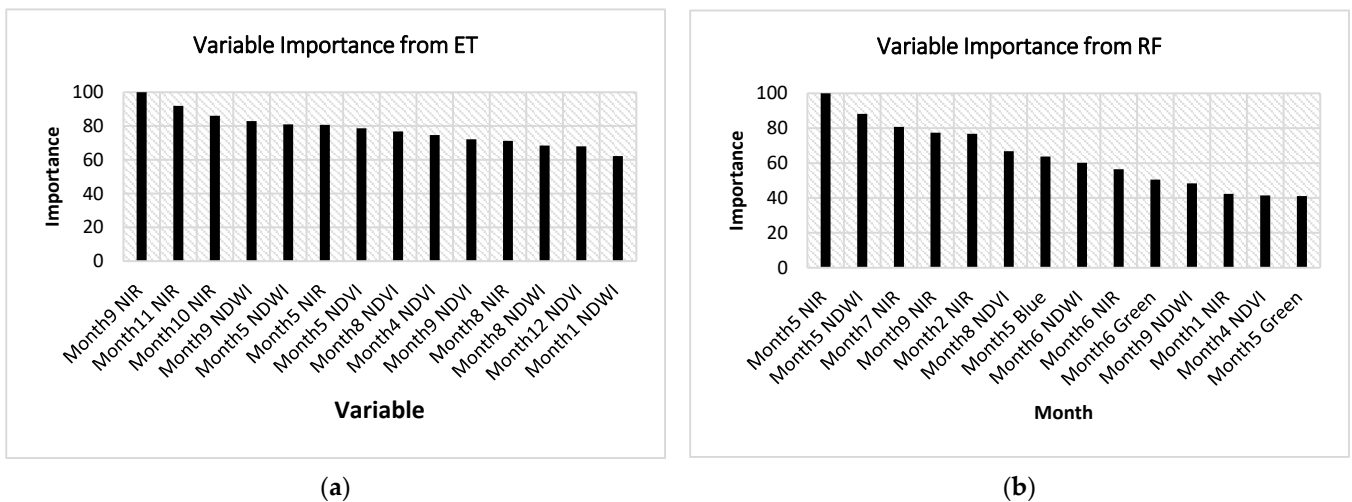 Variable Importance from ET
100
80
60
40
20
0
Importance
Month9 NIR
Month11 NIR
Month10 NIR
Month9 NDWI
Month5 NDWI
Month5 NIR
Month5 NDVI
Month8 NDVI
Month4 NDVI
Month9 NDVI
Month8 NIR
Month8 NDWI
Month12 NDVI
Month1 NDWI
Variable
(a)
Variable Importance from RF
100
80
60
40
20
0
Importance
Month5 NIR
Month5 NDWI
Month7 NIR
Month9 NIR
Month2 NIR
Month8 NDVI
Month5 Blue
Month6 NDWI
Month6 NIR
Month6 Green
Month9 NDWI
Month1 NIR
Month4 NDVI
Month5 Green
Month
(b)